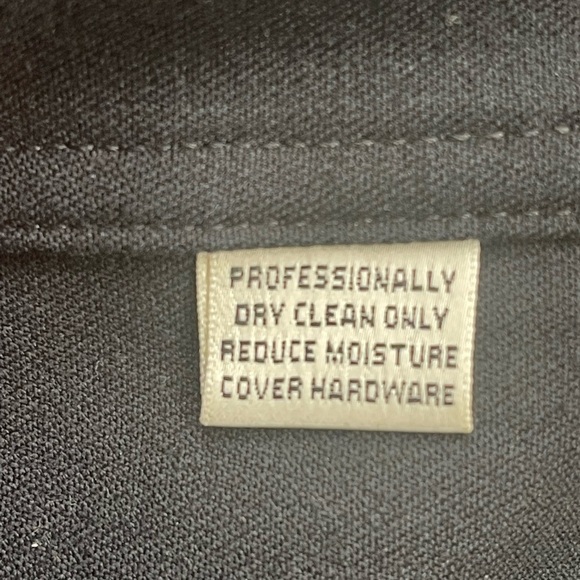 PROFESSIONALLY
DRY CLEAN ONLY
REDUCE MOISTURE
COVER HARDWARE